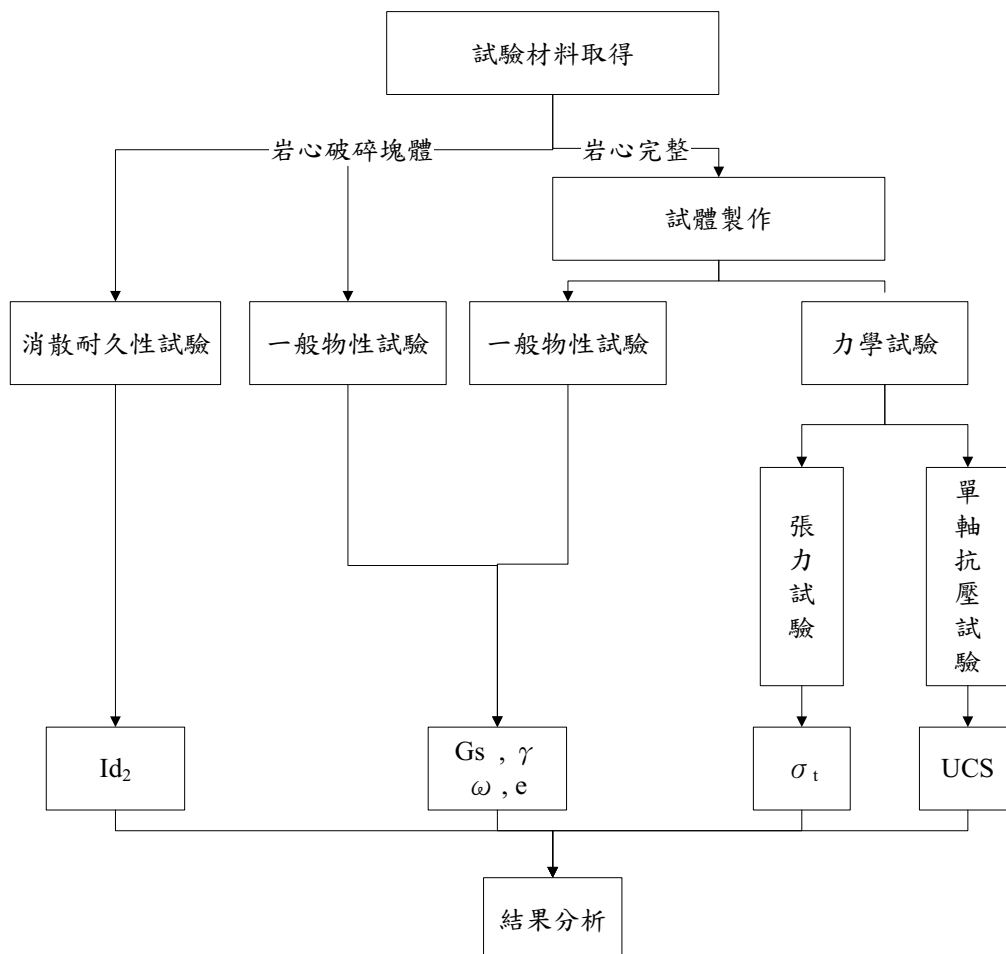 試驗材料取得
岩心破碎塊體
岩心完整
試體製作
消散耐久性試驗
一般物性試驗
一般物性試驗
力學試驗
張力試驗
單軸抗壓試驗
Id₂
Gs , γ
ω , e
σ t
UCS
結果分析